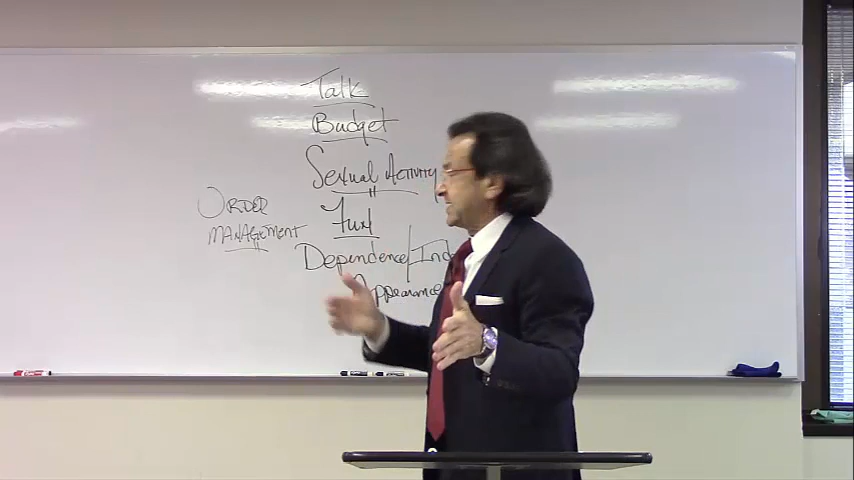 Talk
Budget
Sexual Activity
Fun
Dependence/Ind
Appearance
ORDER
MANAGEMENT